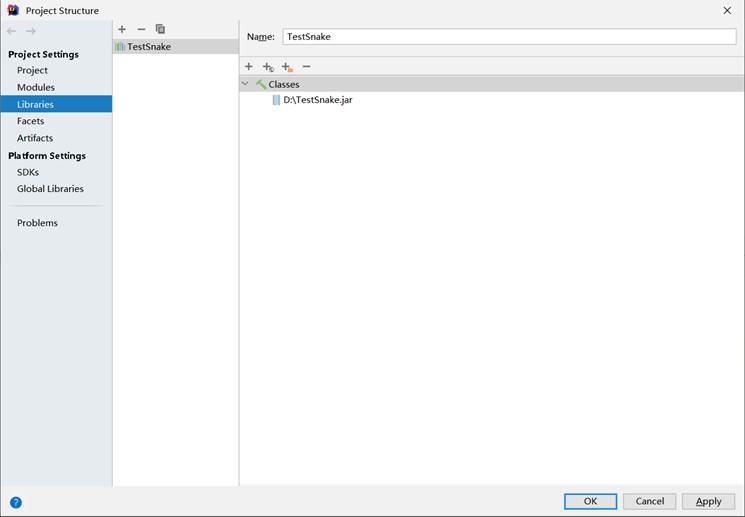 Project Structure
Project Settings
Project
Modules
Libraries
Facets
Artifacts
Platform Settings
SDKs
Global Libraries
Problems
TestSnake
Name: TestSnake
Classes
D:\TestSnake.jar
?
OK Cancel Apply